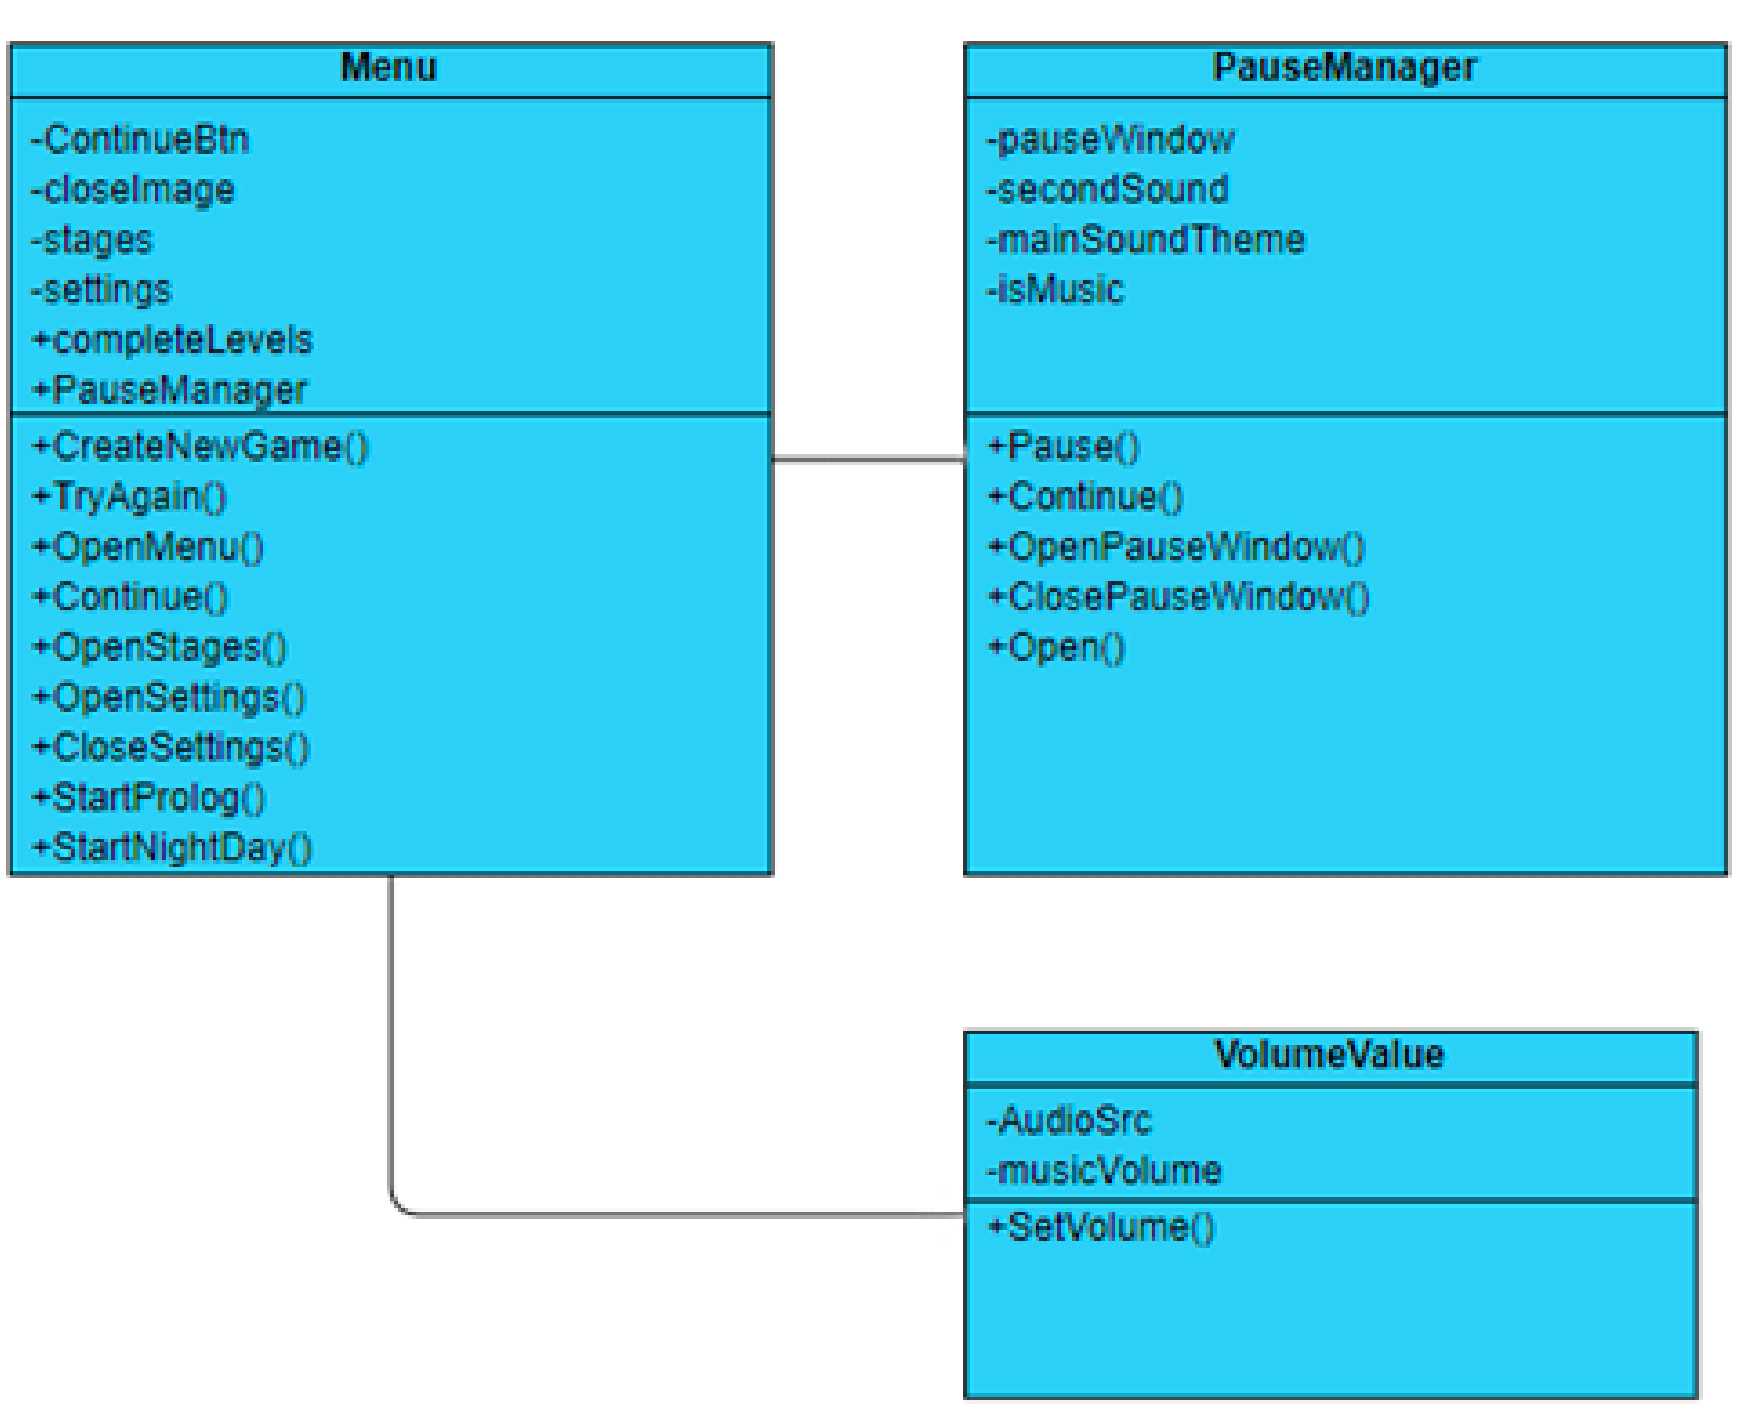 Menu
-ContinueBtn
-closeImage
-stages
-settings
+completeLevels
+PauseManager
+CreateNewGame()
+TryAgain()
+OpenMenu()
+Continue()
+OpenStages()
+OpenSettings()
+CloseSettings()
+StartProlog()
+StartNightDay()
PauseManager
-pauseWindow
-secondSound
-mainSoundTheme
-isMusic
+Pause()
+Continue()
+OpenPauseWindow()
+ClosePauseWindow()
+Open()
VolumeValue
-AudioSrc
-musicVolume
+SetVolume()